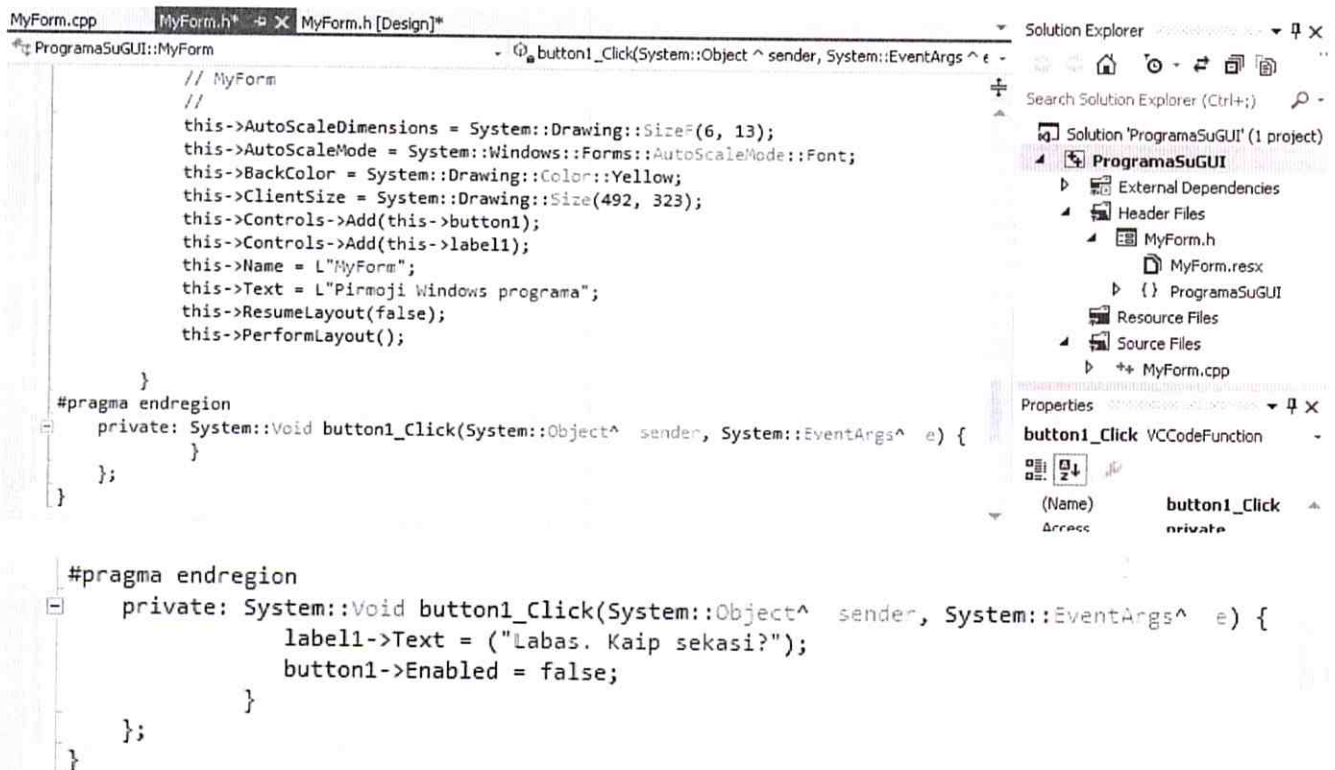 MyForm.cpp MyForm.h* MyForm.h [Design]*
ProgramaSuGUI::MyForm button1_Click(System::Object ^ sender, System::EventArgs ^ e
// MyForm
//
this->AutoScaleDimensions = System::Drawing::SizeF(6, 13);
this->AutoScaleMode = System::Windows::Forms::AutoScaleMode::Font;
this->BackColor = System::Drawing::Color::Yellow;
this->ClientSize = System::Drawing::Size(492, 323);
this->Controls->Add(this->button1);
this->Controls->Add(this->label1);
this->Name = L"MyForm";
this->Text = L"Pirmoji Windows programa";
this->ResumeLayout(false);
this->PerformLayout();
}
#pragma endregion
private: System::Void button1_Click(System::Object^ sender, System::EventArgs^ e) {
}
};
}
Solution Explorer
Search Solution Explorer (Ctrl+;)
Solution 'ProgramaSuGUI' (1 project)
ProgramaSuGUI
External Dependencies
Header Files
MyForm.h
MyForm.resx
{} ProgramaSuGUI
Resource Files
Source Files
++ MyForm.cpp
Properties
button1_Click VCCodeFunction
(Name) button1_Click
Access private
#pragma endregion
private: System::Void button1_Click(System::Object^ sender, System::EventArgs^ e) {
label1->Text = ("Labas. Kaip sekasi?");
button1->Enabled = false;
}
};
}